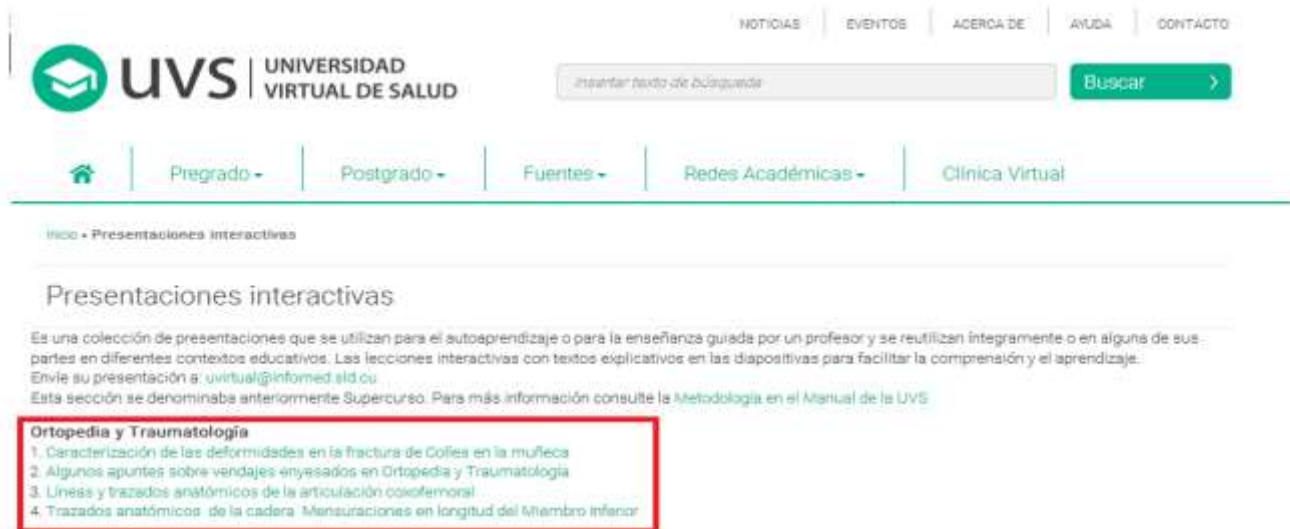 NOTICIAS EVENTOS ACERCA DE AYUDA CONTACTO
UVS UNIVERSIDAD
VIRTUAL DE SALUD
Insertar texto de búsqueda
Buscar
Pregrado Postgrado Fuentes Redes Académicas Clínica Virtual
Inicio • Presentaciones interactivas
Presentaciones interactivas
Es una colección de presentaciones que se utilizan para el autoaprendizaje o para la enseñanza guiada por un profesor y se reutilizan íntegramente o en alguna de sus
partes en diferentes contextos educativos. Las lecciones interactivas con textos explicativos en las diapositivas para facilitar la comprensión y el aprendizaje.
Envíe su presentación a: uvirtual@infomed.sld.cu
Esta sección se denominaba anteriormente Supercurso. Para más información consulte la Metodología en el Manual de la UVS
Ortopedia y Traumatología
1. Caracterización de las deformidades en la fractura de Colles en la muñeca
2. Algunos apuntes sobre vendajes enyesados en Ortopedia y Traumatología
3. Líneas y trazados anatómicos de la articulación coxofemoral
4. Trazados anatómicos de la cadera Mensuraciones en longitud del Miembro Inferior